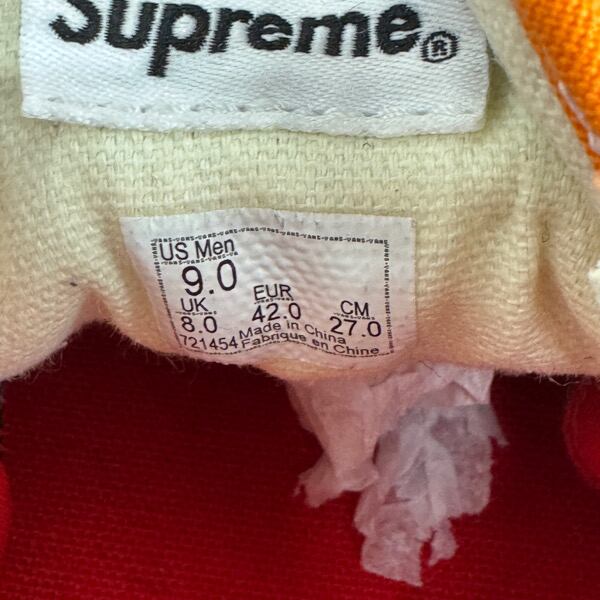 Supreme®
US Men
9.0
UK EUR CM
8.0 42.0 27.0
Made in China
721454 Fabrique en Chine